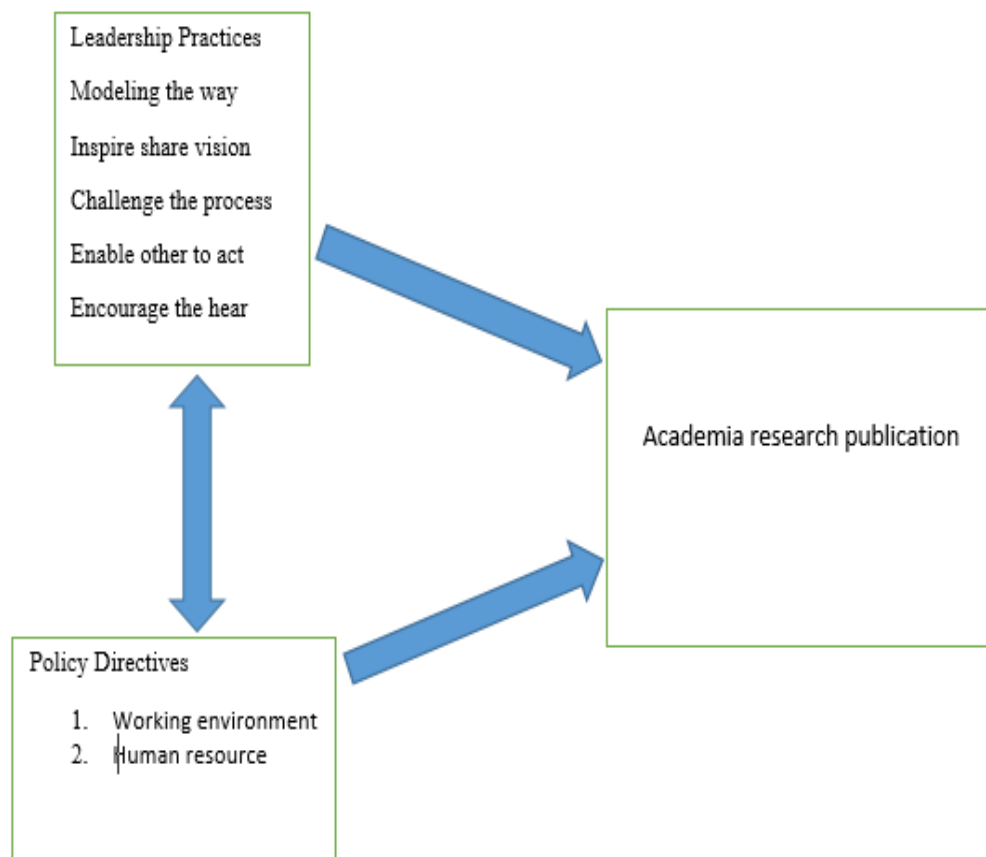 Leadership Practices
Modeling the way
Inspire share vision
Challenge the process
Enable other to act
Encourage the hear
Academia research publication
Policy Directives
1. Working environment
2. Human resource